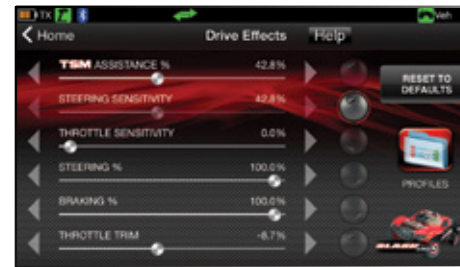 TX Veh
Home Drive Effects Help
TSM ASSISTANCE % 42.8%
RESET TO DEFAULTS
STEERING SENSITIVITY 42.8%
THROTTLE SENSITIVITY 0.0%
STEERING % 100.0%
PROFILES
BRAKING % 100.0%
THROTTLE TRIM -8.7%
SLASH